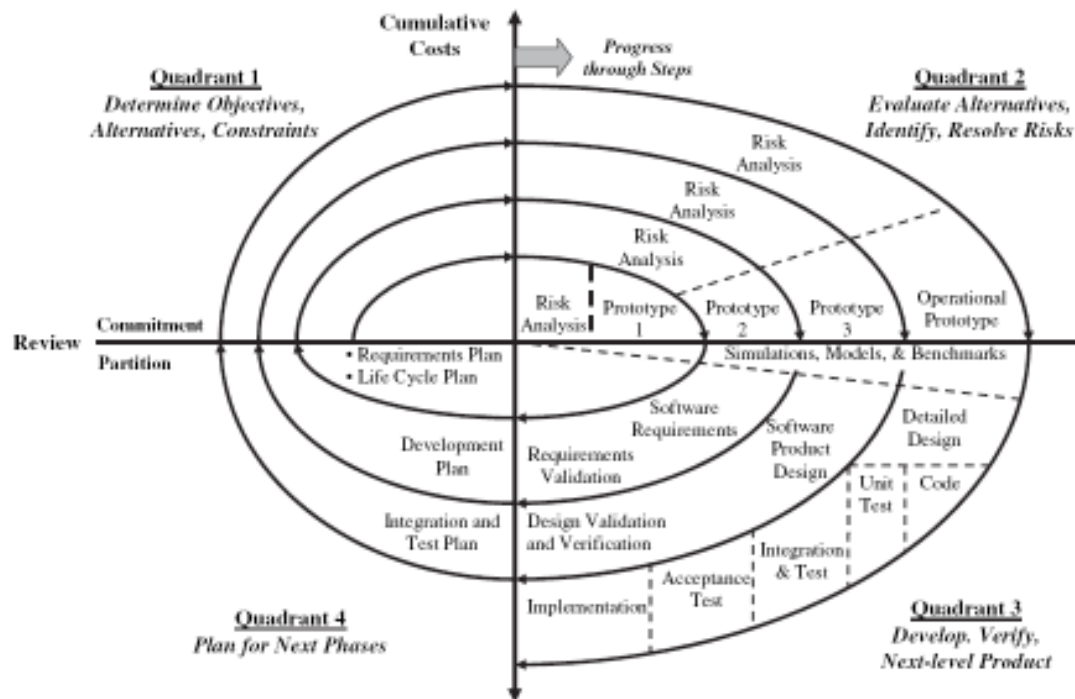 Cumulative
Costs
Progress
through Steps
Quadrant 1
Determine Objectives,
Alternatives, Constraints
Quadrant 2
Evaluate Alternatives,
Identify, Resolve Risks
Risk
Analysis
Risk
Analysis
Risk
Analysis
Risk
Analysis
Prototype
1
Prototype
2
Prototype
3
Operational
Prototype
Review
Commitment
Partition
• Requirements Plan
• Life Cycle Plan
Simulations, Models, & Benchmarks
Software
Requirements
Requirements
Validation
Development
Plan
Software
Product
Design
Detailed
Design
Unit
Test
Code
Integration and
Test Plan
Design Validation
and Verification
Integration
& Test
Acceptance
Test
Implementation
Quadrant 4
Plan for Next Phases
Quadrant 3
Develop, Verify,
Next-level Product